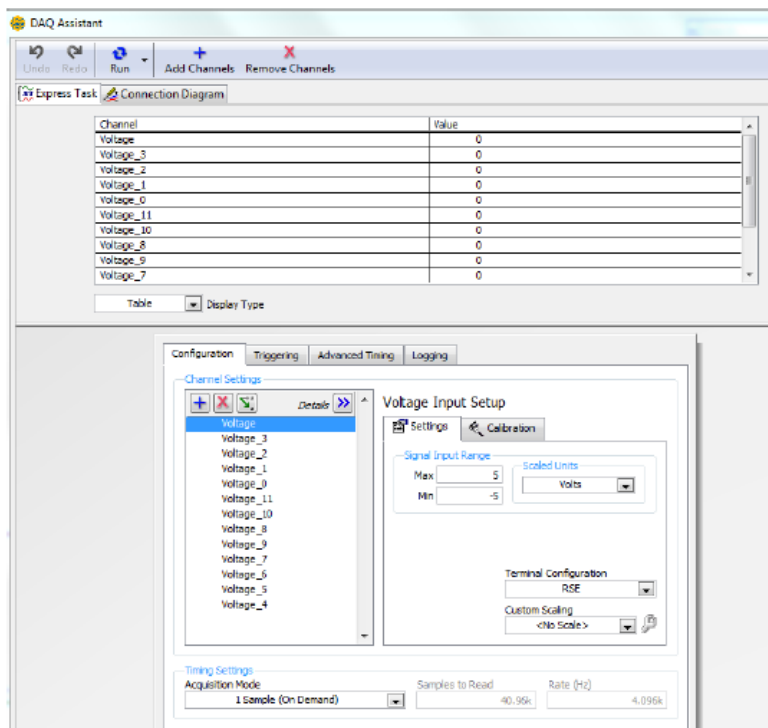 DAQ Assistant
Undo Redo Run Add Channels Remove Channels
Express Task Connection Diagram
Channel Value
Voltage 0
Voltage_3 0
Voltage_2 0
Voltage_1 0
Voltage_0 0
Voltage_11 0
Voltage_10 0
Voltage_8 0
Voltage_9 0
Voltage_7 0
Table Display Type
Configuration Triggering Advanced Timing Logging
Channel Settings
Details
Voltage
Voltage_3
Voltage_2
Voltage_1
Voltage_0
Voltage_11
Voltage_10
Voltage_8
Voltage_9
Voltage_7
Voltage_6
Voltage_5
Voltage_4
Voltage Input Setup
Settings Calibration
Signal Input Range
Max 5
Min -5
Scaled Units
Volts
Terminal Configuration
RSE
Custom Scaling
<No Scale>
Timing Settings
Acquisition Mode Samples to Read Rate (Hz)
1 Sample (On Demand) 40.96k 4.096k